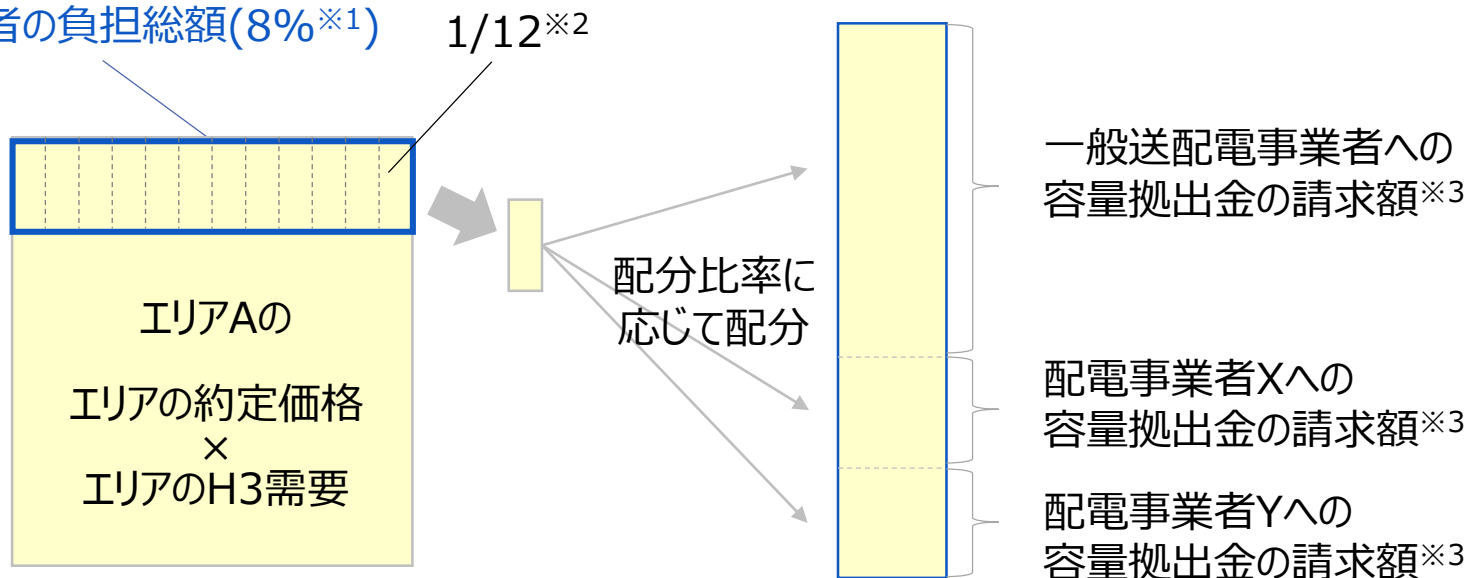 者の負担総額(8%※1)
1/12※2
エリアAの
エリアの約定価格
×
エリアのH3需要
配分比率に
応じて配分
一般送配電事業者への
容量拠出金の請求額※3
配電事業者Xへの
容量拠出金の請求額※3
配電事業者Yへの
容量拠出金の請求額※3